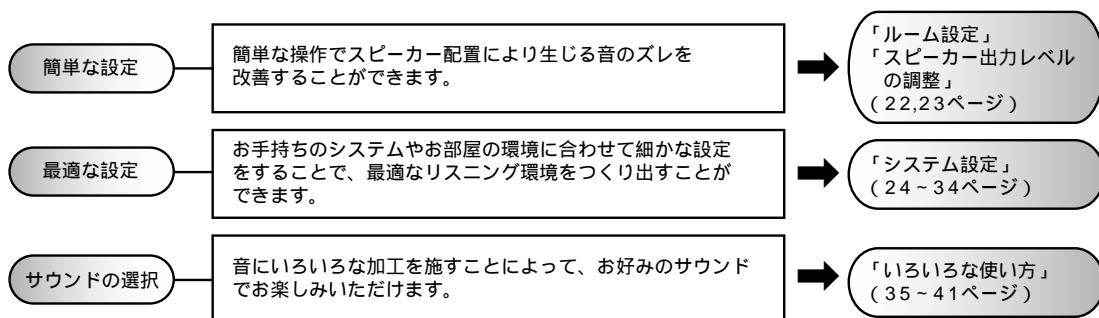 簡単な設定
簡単な操作でスピーカー配置により生じる音のズレを
改善することができます。
「ルーム設定」
「スピーカー出力レベル
の調整」
（22,23ページ）
最適な設定
お手持ちのシステムやお部屋の環境に合わせて細かな設定
をすることで、最適なリスニング環境をつくり出すことが
できます。
「システム設定」
（24～34ページ）
サウンドの選択
音にいろいろな加工を施すことによって、お好みのサウンド
でお楽しみいただけます。
「いろいろな使い方」
（35～41ページ）